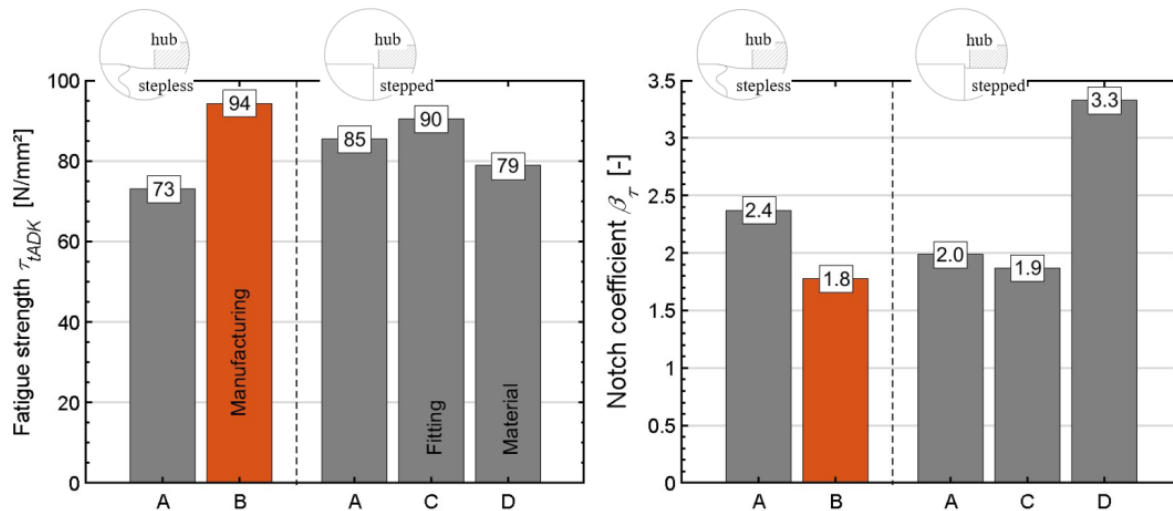 hub
stepless
hub
stepped
Fatigue strength τtADK [N/mm²]
100
80
60
40
20
0
73
94
85
90
79
Manufacturing
Fitting
Material
A B A C D
hub
stepless
hub
stepped
Notch coefficient βτ [-]
3.5
3
2.5
2
1.5
1
0.5
0
2.4
1.8
2.0
1.9
3.3
A B A C D